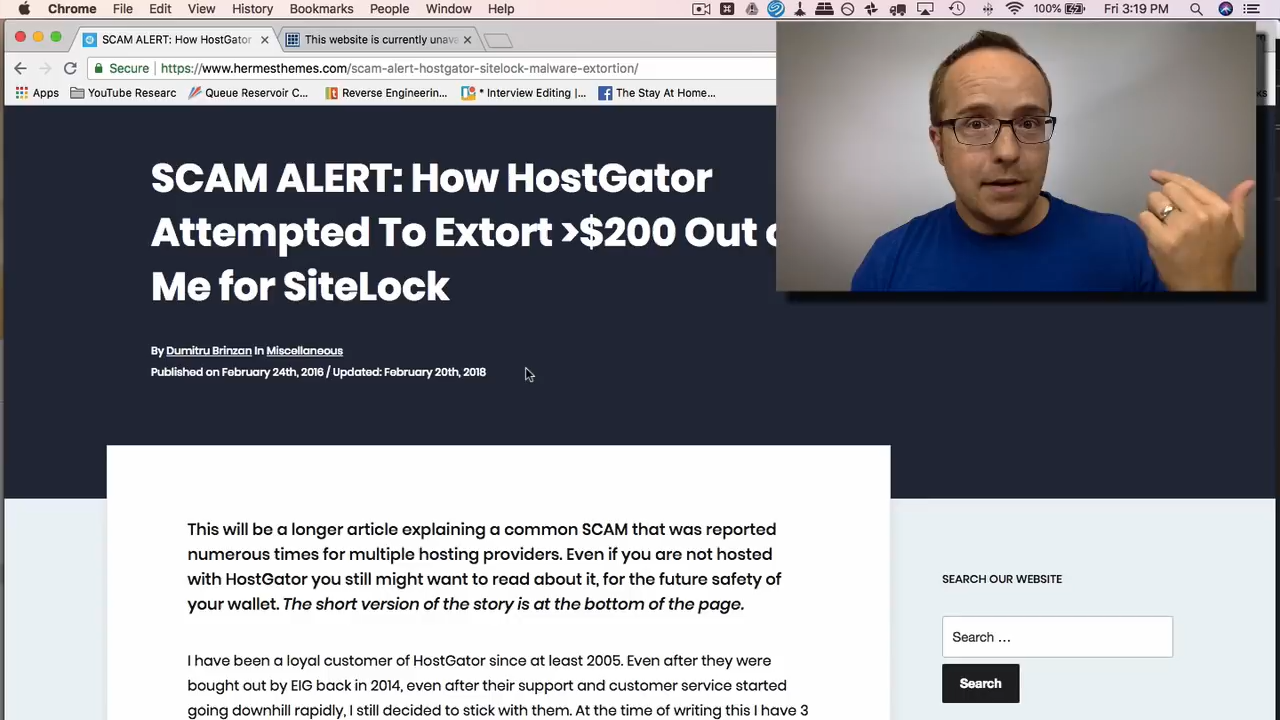 Chrome File Edit View History Bookmarks People Window Help 100% Fri 3:19 PM
SCAM ALERT: How HostGator This website is currently unava
Secure https://www.hermesthemes.com/scam-alert-hostgator-sitelock-malware-extortion/
Apps YouTube Researc Queue Reservoir C... Reverse Engineerin... * Interview Editing |... The Stay At Home...
SCAM ALERT: How HostGator
Attempted To Extort >$200 Out
Me for SiteLock
By Dumitru Brinzan In Miscellaneous
Published on February 24th, 2016 / Updated: February 20th, 2018
This will be a longer article explaining a common SCAM that was reported
numerous times for multiple hosting providers. Even if you are not hosted
with HostGator you still might want to read about it, for the future safety of
your wallet. The short version of the story is at the bottom of the page.
SEARCH OUR WEBSITE
Search ...
Search
I have been a loyal customer of HostGator since at least 2005. Even after they were
bought out by EIG back in 2014, even after their support and customer service started
going downhill rapidly, I still decided to stick with them. At the time of writing this I have 3